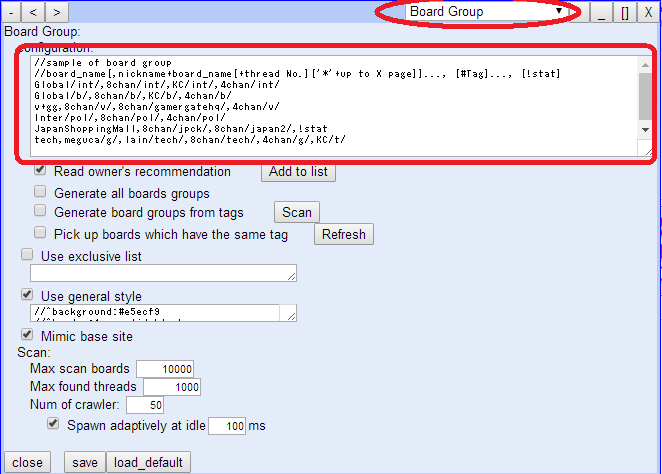 - < > Board Group ▼ _ [] X
Board Group:
Configuration:
//sample of board group
//board_name[,nickname+board_name[+thread No.]['*'+up to X page]]..., [#Tag]..., [!stat]
Global/int/,8chan/int/,KC/int/,4chan/int/
Global/b/,8chan/b/,KC/b/,4chan/b/
v+gg,8chan/v/,8chan/gamergatehq/,4chan/v/
Inter/pol/,8chan/pol/,4chan/pol/
JapanShoppingMall,8chan/jpck/,8chan/japan2/,!stat
tech,meguca/g/,lain/tech/,8chan/tech/,4chan/g/,KC/t/
Read owner's recommendation Add to list
Generate all boards groups
Generate board groups from tags Scan
Pick up boards which have the same tag Refresh
Use exclusive list
Use general style
//^background:#e5ecf9
Mimic base site
Scan:
Max scan boards 10000
Max found threads 1000
Num of crawler: 50
Spawn adaptively at idle 100 ms
close save load_default